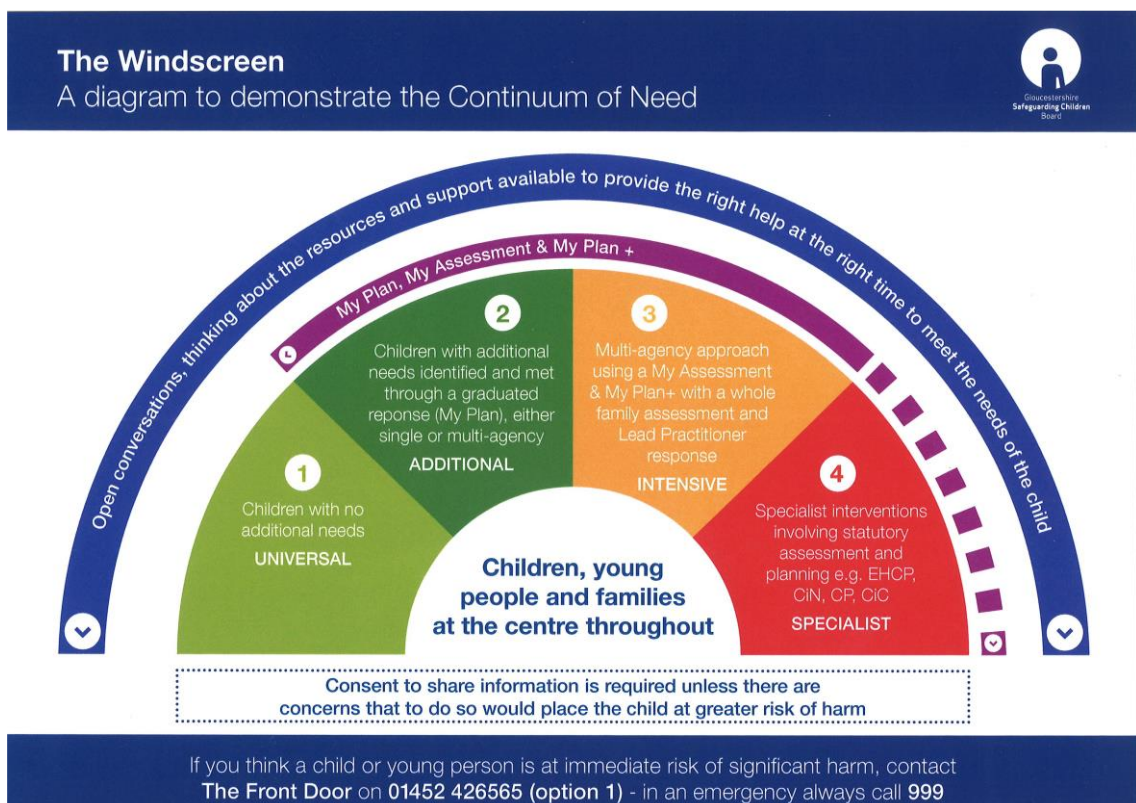 The Windscreen
A diagram to demonstrate the Continuum of Need
Gloucestershire
Safeguarding Children
Board
Open conversations, thinking about the resources and support available to provide the right help at the right time to meet the needs of the child
My Plan, My Assessment & My Plan +
1
Children with no
additional needs
UNIVERSAL
2
Children with additional
needs identified and met
through a graduated
reponse (My Plan), either
single or multi-agency
ADDITIONAL
3
Multi-agency approach
using a My Assessment
& My Plan+ with a whole
family assessment and
Lead Practitioner
response
INTENSIVE
4
Specialist interventions
involving statutory
assessment and
planning e.g. EHCP,
CiN, CP, CiC
SPECIALIST
Children, young
people and families
at the centre throughout
Consent to share information is required unless there are
concerns that to do so would place the child at greater risk of harm
If you think a child or young person is at immediate risk of significant harm, contact
The Front Door on 01452 426565 (option 1) - in an emergency always call 999